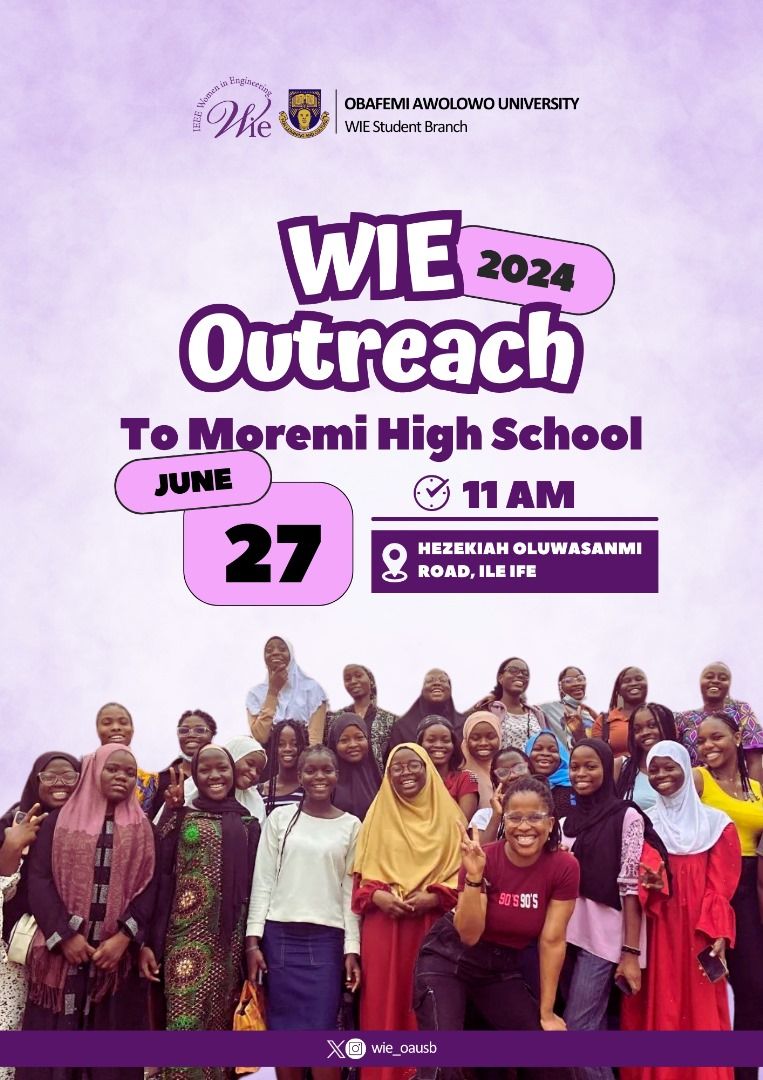 IEEE Women in Engineering
Wie
OBAFEMI AWOLOWO UNIVERSITY
WIE Student Branch
WIE
2024
Outreach
To Moremi High School
JUNE
27
11 AM
HEZEKIAH OLUWASANMI
ROAD, ILE IFE
90'S 90'S
wie_oausb